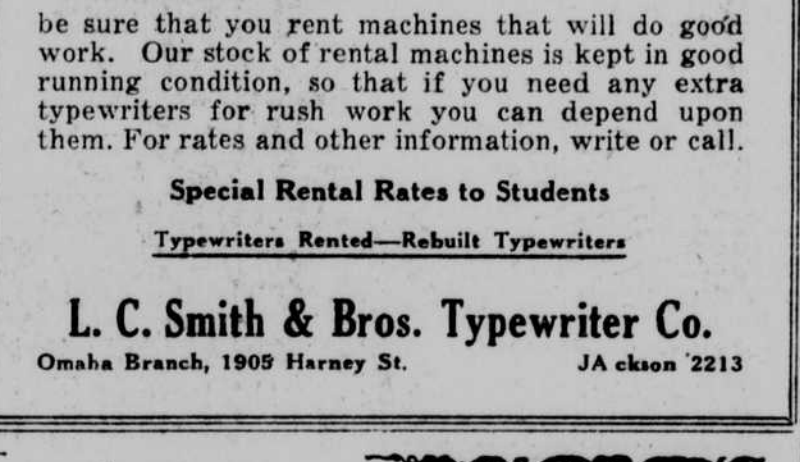 be sure that you rent machines that will do good
work. Our stock of rental machines is kept in good
running condition, so that if you need any extra
typewriters for rush work you can depend upon
them. For rates and other information, write or call.
Special Rental Rates to Students
Typewriters Rented—Rebuilt Typewriters
L. C. Smith & Bros. Typewriter Co.
Omaha Branch, 1905 Harney St. JA ckson 2213